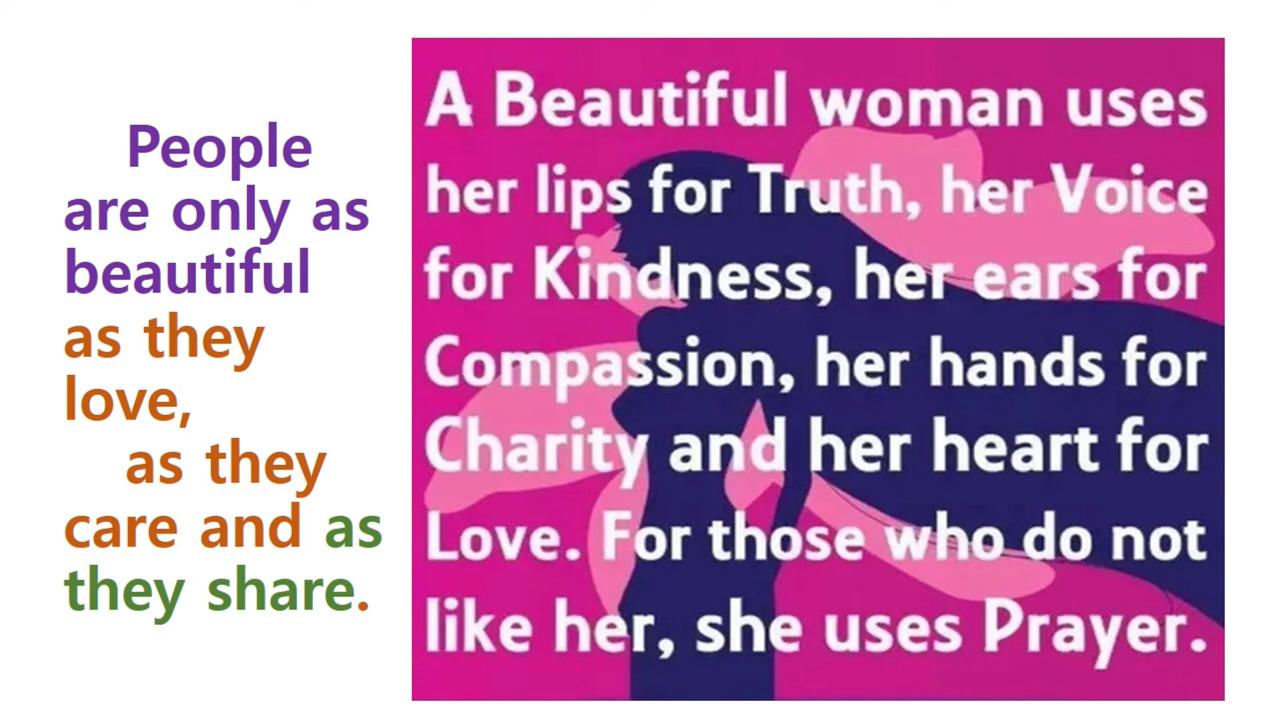 People
are only as
beautiful
as they
love,
as they
care and as
they share.
A Beautiful woman uses
her lips for Truth, her Voice
for Kindness, her ears for
Compassion, her hands for
Charity and her heart for
Love. For those who do not
like her, she uses Prayer.